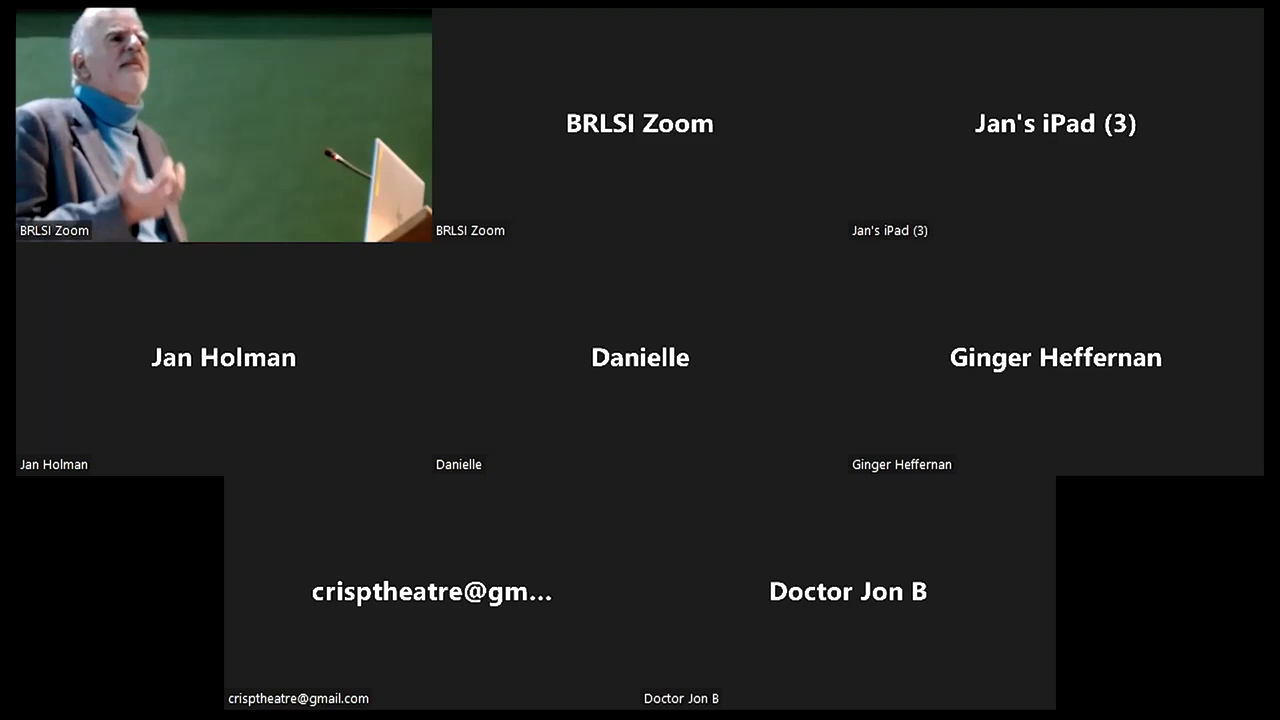 BRLSI Zoom
Jan's iPad (3)
BRLSI Zoom
BRLSI Zoom
Jan's iPad (3)
Jan Holman
Danielle
Ginger Heffernan
Jan Holman
Danielle
Ginger Heffernan
crisptheatre@gm...
Doctor Jon B
crisptheatre@gmail.com
Doctor Jon B